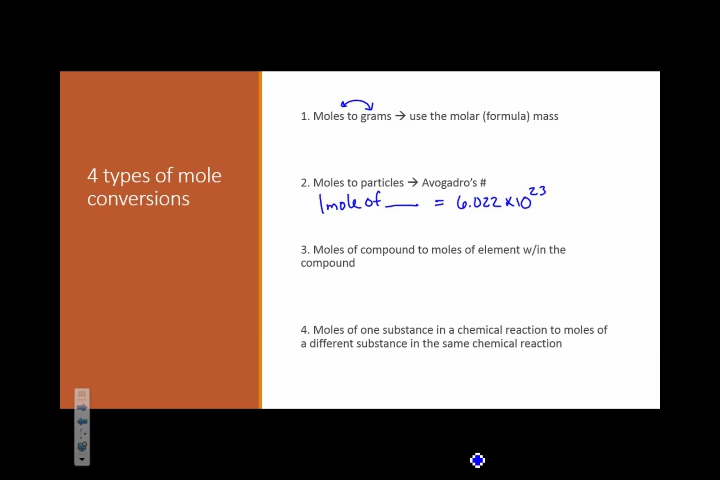 4 types of mole
conversions
1. Moles to grams → use the molar (formula) mass
2. Moles to particles → Avogadro's #
1 mole of ___ = 6.022 × 10^23
3. Moles of compound to moles of element w/in the
compound
4. Moles of one substance in a chemical reaction to moles of
a different substance in the same chemical reaction